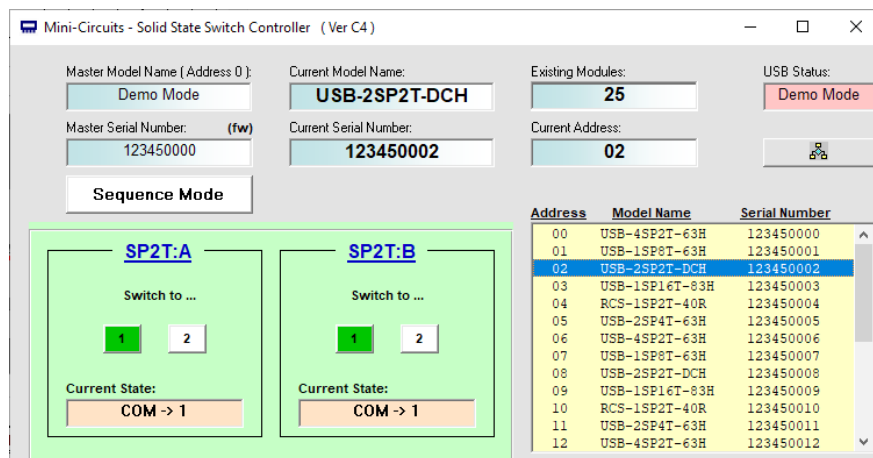 Mini-Circuits - Solid State Switch Controller ( Ver C4 )
Master Model Name ( Address 0 ):
Demo Mode
Current Model Name:
USB-2SP2T-DCH
Existing Modules:
25
USB Status:
Demo Mode
Master Serial Number: (fw)
123450000
Current Serial Number:
123450002
Current Address:
02
Sequence Mode
SP2T:A
Switch to ...
1 2
Current State:
COM -> 1
SP2T:B
Switch to ...
1 2
Current State:
COM -> 1
Address Model Name Serial Number
00 USB-4SP2T-63H 123450000
01 USB-1SP8T-63H 123450001
02 USB-2SP2T-DCH 123450002
03 USB-1SP16T-83H 123450003
04 RCS-1SP2T-40R 123450004
05 USB-2SP4T-63H 123450005
06 USB-4SP2T-63H 123450006
07 USB-1SP8T-63H 123450007
08 USB-2SP2T-DCH 123450008
09 USB-1SP16T-83H 123450009
10 RCS-1SP2T-40R 123450010
11 USB-2SP4T-63H 123450011
12 USB-4SP2T-63H 123450012